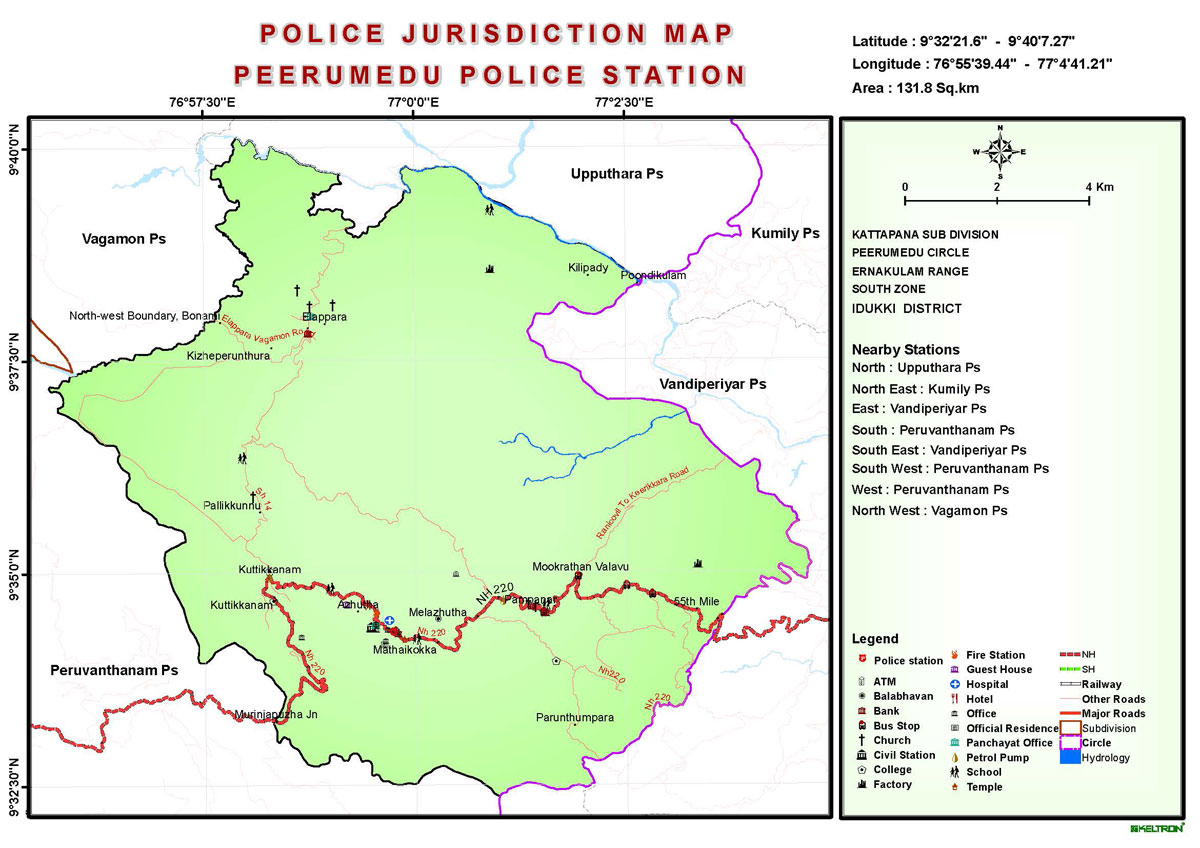 POLICE JURISDICTION MAP
PEERUMEDU POLICE STATION
Latitude : 9°32'21.6" - 9°40'7.27"
Longitude : 76°55'39.44" - 77°4'41.21"
Area : 131.8 Sq.km
76°57'30"E
77°0'0"E
77°2'30"E
9°40'0"N
9°37'30"N
9°35'0"N
9°32'30"N
Upputhara Ps
Vagamon Ps
Kumily Ps
Kilipady
Poondikulam
North-west Boundary, Bonami
Elappara
Elappara Vagamon Ro
Kizheperunthura
Vandiperiyar Ps
Sh 14
Pallikkunnu
Ranicovil To Keerikkara Road
Kuttikkanam
Mookrathan Valavu
NH 220
Kuttikkanam
Azhutha
Pampanar
55th Mile
Melazhutha
Nh 220
Mathaikokka
Nh 220
Peruvanthanam Ps
Nh220
Nh 220
Murinjapuzha Jn
Parunthumpara
N
W
E
S
0
2
4 Km
KATTAPANA SUB DIVISION
PEERUMEDU CIRCLE
ERNAKULAM RANGE
SOUTH ZONE
IDUKKI DISTRICT
Nearby Stations
North : Upputhara Ps
North East : Kumily Ps
East : Vandiperiyar Ps
South : Peruvanthanam Ps
South East : Vandiperiyar Ps
South West : Peruvanthanam Ps
West : Peruvanthanam Ps
North West : Vagamon Ps
Legend
Police station
ATM
Balabhavan
Bank
Bus Stop
Church
Civil Station
College
Factory
Fire Station
Guest House
Hospital
Hotel
Office
Official Residence
Panchayat Office
Petrol Pump
School
Temple
NH
SH
Railway
Other Roads
Major Roads
Subdivision
Circle
Hydrology
KELTRON